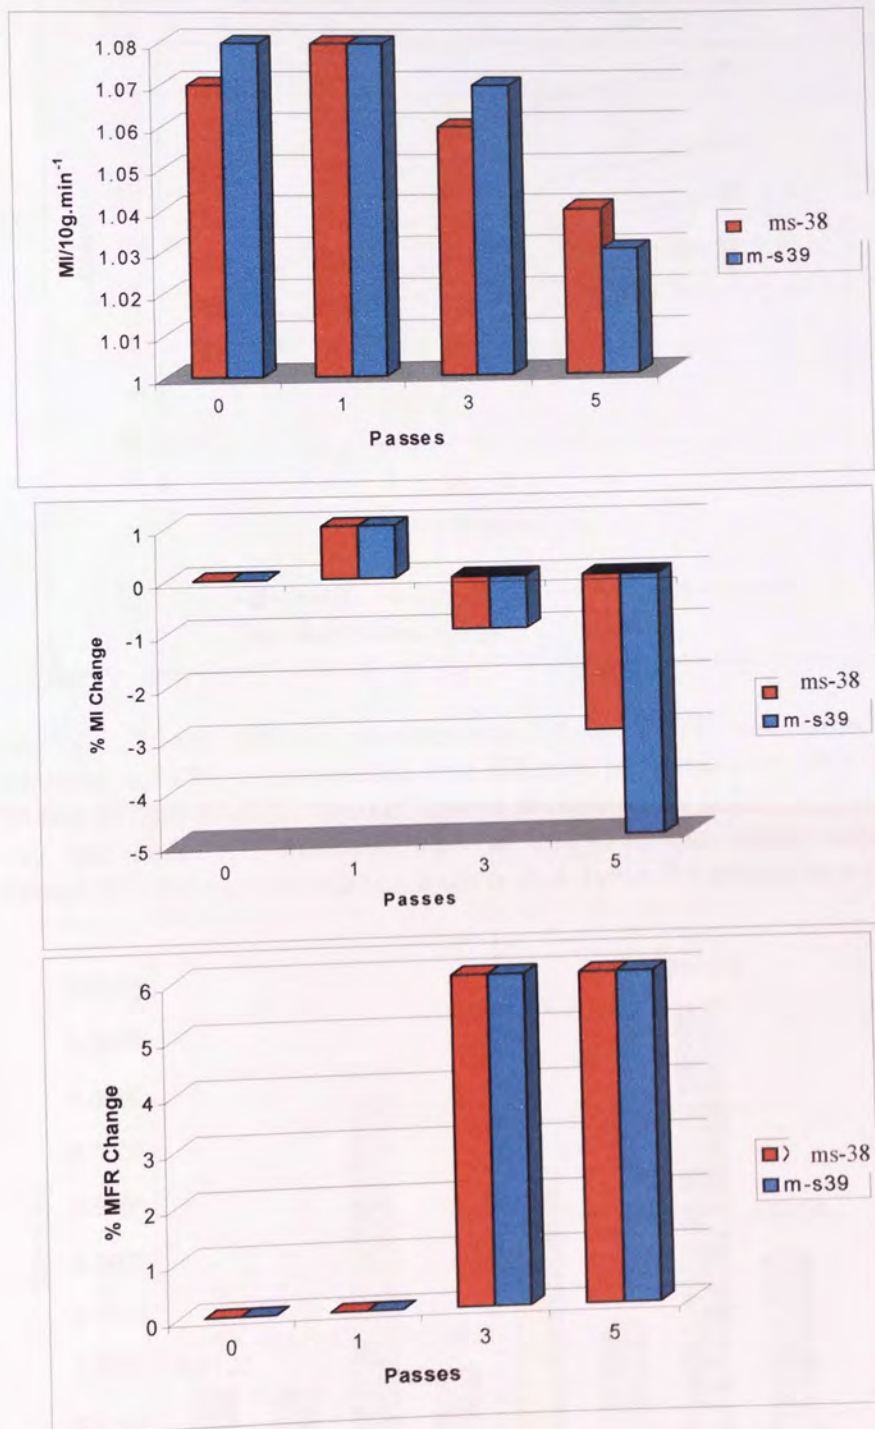 1.08
1.07
1.06
1.05
1.04
1.03
1.02
1.01
1
MI/10g.min⁻¹
0 1 3 5
Passes
ms-38
m-s39
1
0
-1
-2
-3
-4
-5
% MI Change
0 1 3 5
Passes
ms-38
m-s39
6
5
4
3
2
1
0
% MFR Change
0 1 3 5
Passes
ms-38
m-s39